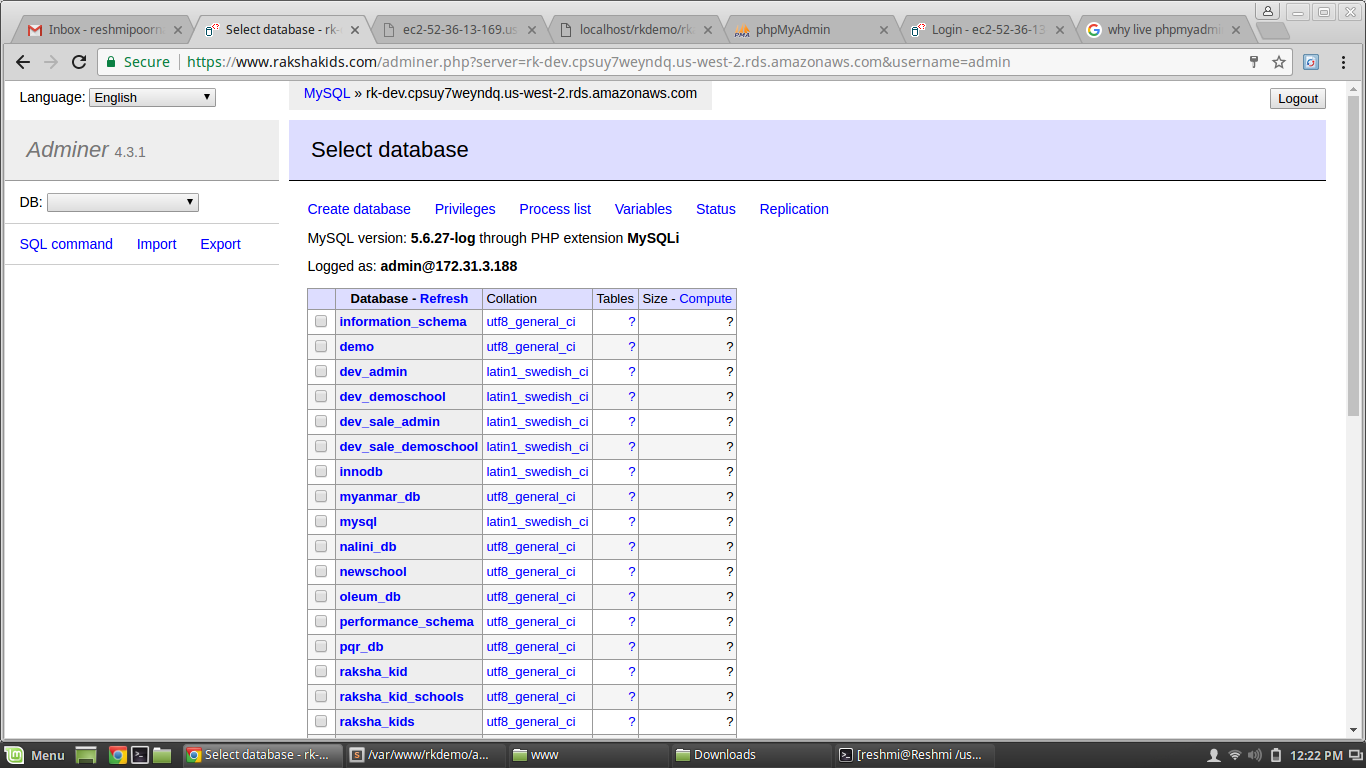 Inbox - reshmipoorna
Select database - rk-
ec2-52-36-13-169.us
localhost/rkdemo/rk
phpMyAdmin
Login - ec2-52-36-13
why live phpmyadmin
Secure
https://www.rakshakids.com/adminer.php?server=rk-dev.cpsuy7weyndq.us-west-2.rds.amazonaws.com&username=admin
Language: English
MySQL » rk-dev.cpsuy7weyndq.us-west-2.rds.amazonaws.com
Logout
Adminer 4.3.1
Select database
DB:
SQL command Import Export
Create database Privileges Process list Variables Status Replication
MySQL version: 5.6.27-log through PHP extension MySQLi
Logged as: admin@172.31.3.188
Database - Refresh Collation Tables Size - Compute
information_schema utf8_general_ci ? ?
demo utf8_general_ci ? ?
dev_admin latin1_swedish_ci ? ?
dev_demoschool latin1_swedish_ci ? ?
dev_sale_admin latin1_swedish_ci ? ?
dev_sale_demoschool latin1_swedish_ci ? ?
innodb latin1_swedish_ci ? ?
myanmar_db utf8_general_ci ? ?
mysql latin1_swedish_ci ? ?
nalini_db utf8_general_ci ? ?
newschool utf8_general_ci ? ?
oleum_db utf8_general_ci ? ?
performance_schema utf8_general_ci ? ?
pqr_db utf8_general_ci ? ?
raksha_kid utf8_general_ci ? ?
raksha_kid_schools utf8_general_ci ? ?
raksha_kids utf8_general_ci ? ?
Menu
Select database - rk-...
/var/www/rkdemo/a...
www
Downloads
[reshmi@Reshmi /us...
12:22 PM